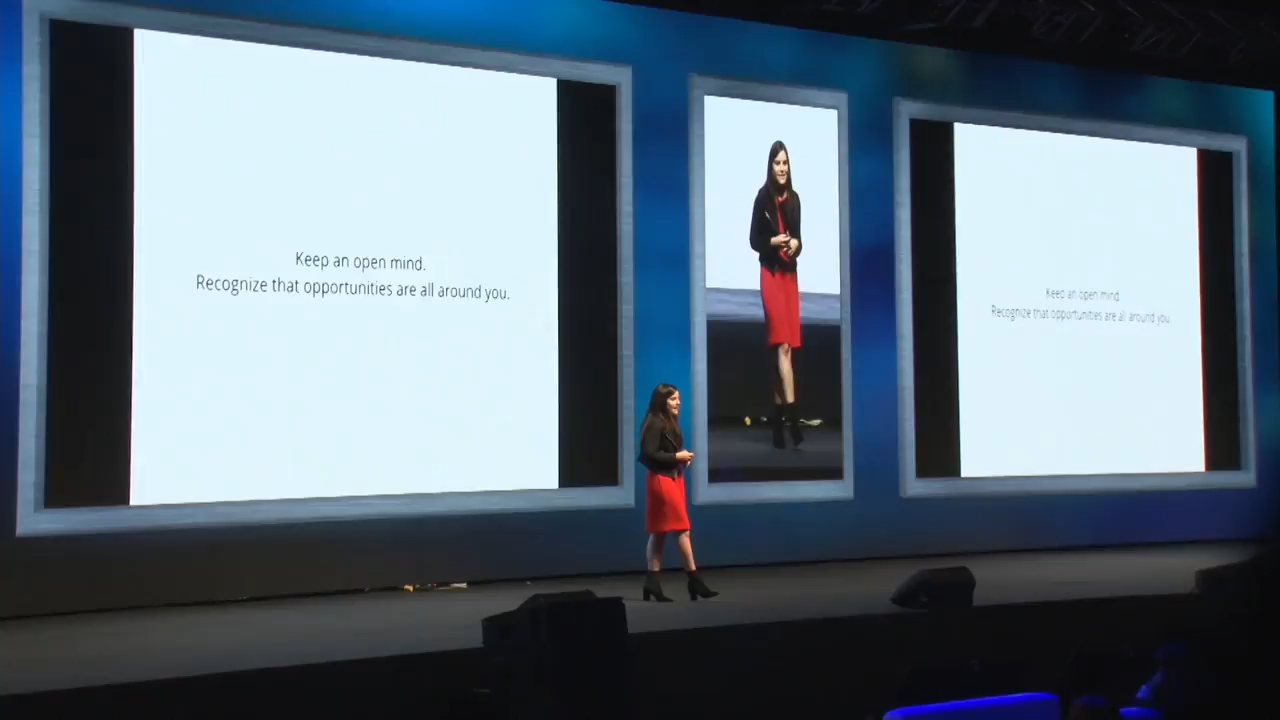 Keep an open mind.
Recognize that opportunities are all around you.
Keep an open mind.
Recognize that opportunities are all around you.